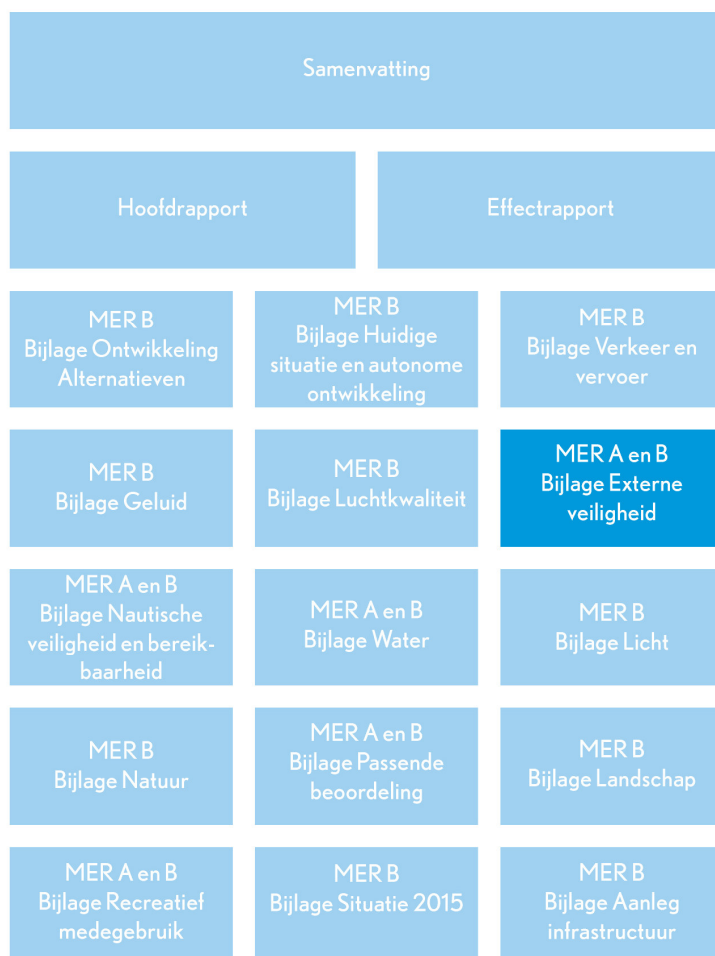 Samenvatting
Hoofdrapport
Effectrapport
MER B
Bijlage Ontwikkeling
Alternatieven
MER B
Bijlage Huidige
situatie en autonome
ontwikkeling
MER B
Bijlage Verkeer en
vervoer
MER B
Bijlage Geluid
MER B
Bijlage Luchtkwaliteit
MER A en B
Bijlage Externe
veiligheid
MER A en B
Bijlage Nautische
veiligheid en bereik-
baarheid
MER A en B
Bijlage Water
MER B
Bijlage Licht
MER B
Bijlage Natuur
MER A en B
Bijlage Passende
beoordeling
MER B
Bijlage Landschap
MER A en B
Bijlage Recreatief
medegebruik
MER B
Bijlage Situatie 2015
MER B
Bijlage Aanleg
infrastructuur